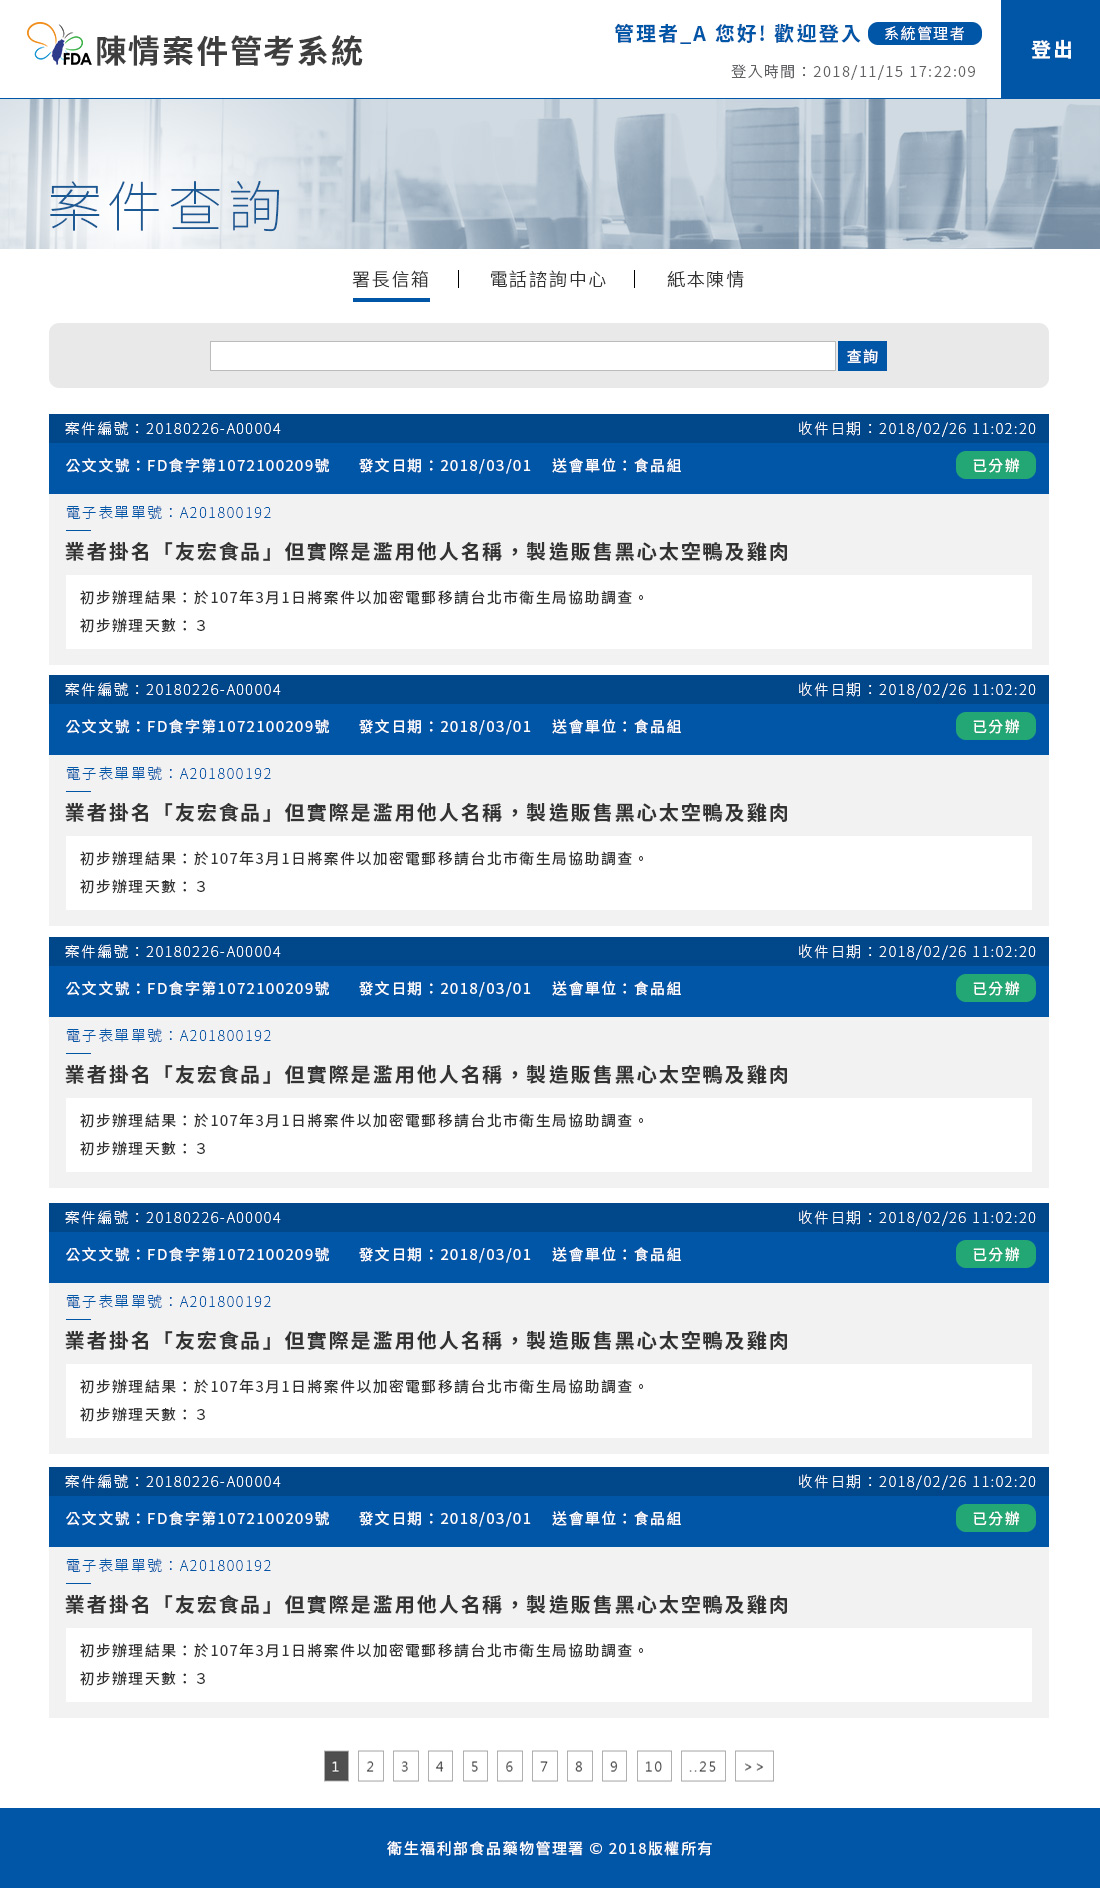 FDA 陳情案件管考系統
管理者_A 您好! 歡迎登入 系統管理者
登入時間：2018/11/15 17:22:09
登出
案件查詢
署長信箱 | 電話諮詢中心 | 紙本陳情
查詢
案件編號：20180226-A00004 收件日期：2018/02/26 11:02:20
公文文號：FD食字第1072100209號 發文日期：2018/03/01 送會單位：食品組 已分辦
電子表單單號：A201800192
業者掛名「友宏食品」但實際是濫用他人名稱，製造販售黑心太空鴨及雞肉
初步辦理結果：於107年3月1日將案件以加密電郵移請台北市衛生局協助調查。
初步辦理天數：3
案件編號：20180226-A00004 收件日期：2018/02/26 11:02:20
公文文號：FD食字第1072100209號 發文日期：2018/03/01 送會單位：食品組 已分辦
電子表單單號：A201800192
業者掛名「友宏食品」但實際是濫用他人名稱，製造販售黑心太空鴨及雞肉
初步辦理結果：於107年3月1日將案件以加密電郵移請台北市衛生局協助調查。
初步辦理天數：3
案件編號：20180226-A00004 收件日期：2018/02/26 11:02:20
公文文號：FD食字第1072100209號 發文日期：2018/03/01 送會單位：食品組 已分辦
電子表單單號：A201800192
業者掛名「友宏食品」但實際是濫用他人名稱，製造販售黑心太空鴨及雞肉
初步辦理結果：於107年3月1日將案件以加密電郵移請台北市衛生局協助調查。
初步辦理天數：3
案件編號：20180226-A00004 收件日期：2018/02/26 11:02:20
公文文號：FD食字第1072100209號 發文日期：2018/03/01 送會單位：食品組 已分辦
電子表單單號：A201800192
業者掛名「友宏食品」但實際是濫用他人名稱，製造販售黑心太空鴨及雞肉
初步辦理結果：於107年3月1日將案件以加密電郵移請台北市衛生局協助調查。
初步辦理天數：3
案件編號：20180226-A00004 收件日期：2018/02/26 11:02:20
公文文號：FD食字第1072100209號 發文日期：2018/03/01 送會單位：食品組 已分辦
電子表單單號：A201800192
業者掛名「友宏食品」但實際是濫用他人名稱，製造販售黑心太空鴨及雞肉
初步辦理結果：於107年3月1日將案件以加密電郵移請台北市衛生局協助調查。
初步辦理天數：3
1 2 3 4 5 6 7 8 9 10 ..25 >>
衛生福利部食品藥物管理署 © 2018版權所有